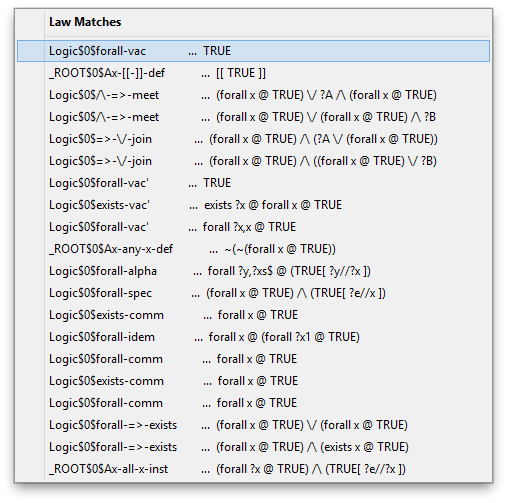 Law Matches
Logic$0$forall-vac ... TRUE
_ROOT$0$Ax-[[-]]-def ... [[ TRUE ]]
Logic$0$/\-=>-meet ... (forall x @ TRUE) \/ ?A /\ (forall x @ TRUE)
Logic$0$/\-=>-meet ... (forall x @ TRUE) \/ (forall x @ TRUE) /\ ?B
Logic$0$=>-\/-join ... (forall x @ TRUE) /\ (?A \/ (forall x @ TRUE))
Logic$0$=>-\/-join ... (forall x @ TRUE) /\ ((forall x @ TRUE) \/ ?B)
Logic$0$forall-vac' ... TRUE
Logic$0$exists-vac' ... exists ?x @ forall x @ TRUE
Logic$0$forall-vac' ... forall ?x,x @ TRUE
_ROOT$0$Ax-any-x-def ... ~(~(forall x @ TRUE))
Logic$0$forall-alpha ... forall ?y,?xs$ @ (TRUE[ ?y//?x ])
Logic$0$forall-spec ... (forall x @ TRUE) /\ (TRUE[ ?e//x ])
Logic$0$exists-comm ... forall x @ TRUE
Logic$0$forall-idem ... forall x @ (forall ?x1 @ TRUE)
Logic$0$forall-comm ... forall x @ TRUE
Logic$0$exists-comm ... forall x @ TRUE
Logic$0$forall-comm ... forall x @ TRUE
Logic$0$forall-=>-exists ... (forall x @ TRUE) \/ (forall x @ TRUE)
Logic$0$forall-=>-exists ... (forall x @ TRUE) /\ (exists x @ TRUE)
_ROOT$0$Ax-all-x-inst ... (forall ?x @ TRUE) /\ (TRUE[ ?e//?x ])